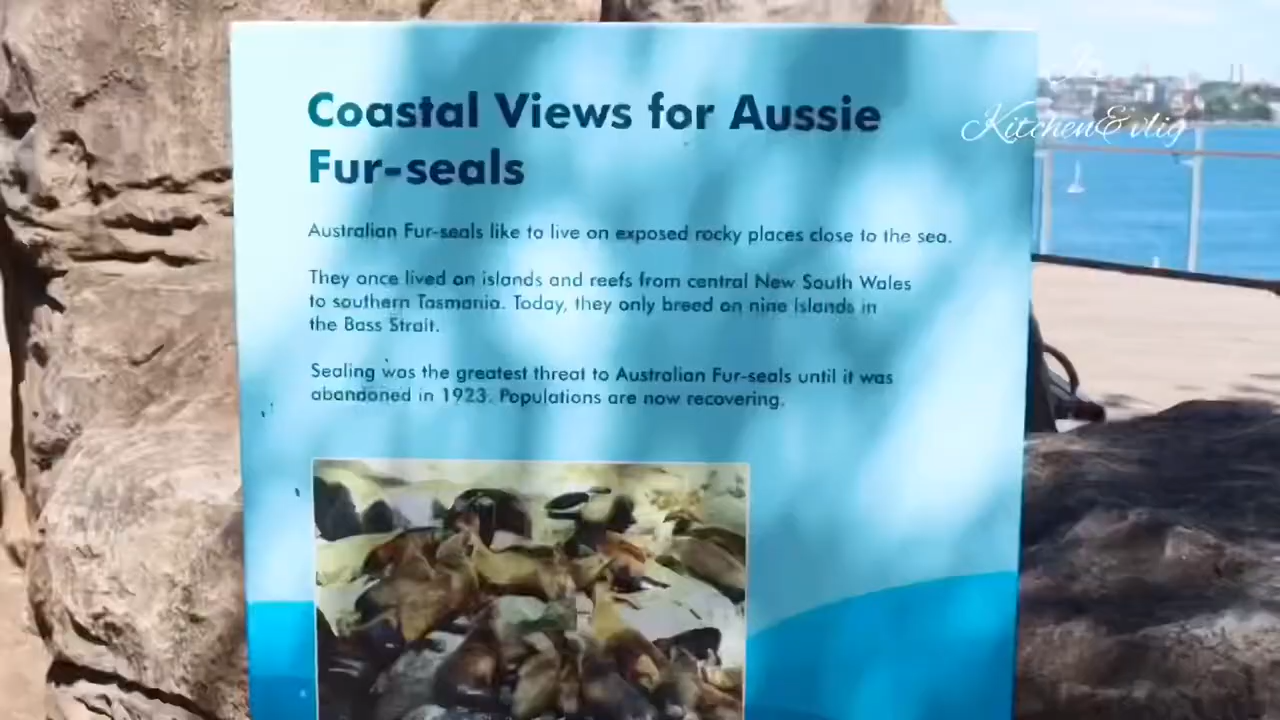 Coastal Views for Aussie
Fur-seals
Australian Fur-seals like to live on exposed rocky places close to the sea.
They once lived on islands and reefs from central New South Wales
to southern Tasmania. Today, they only breed on nine islands in
the Bass Strait.
Sealing was the greatest threat to Australian Fur-seals until it was
abandoned in 1923. Populations are now recovering.
Kitchen& vlig